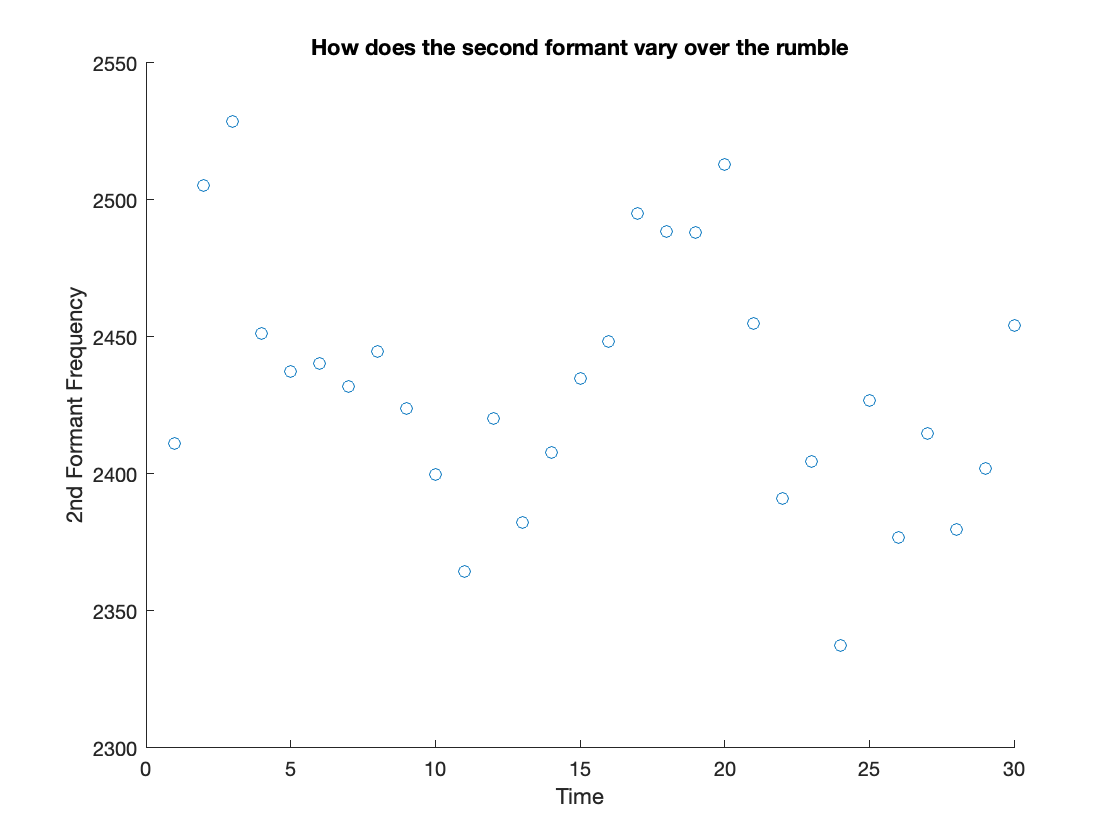 How does the second formant vary over the rumble
2550
2500
2450
2400
2350
2300
2nd Formant Frequency
0 5 10 15 20 25 30
Time